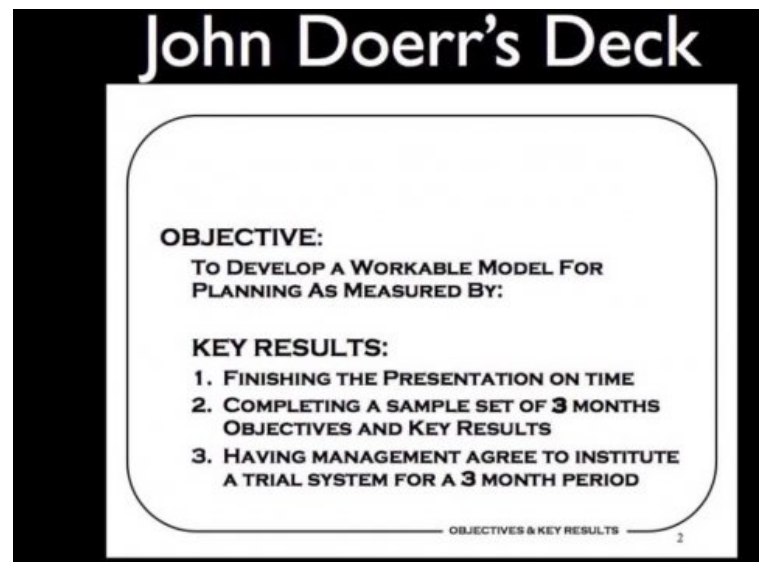 John Doerr's Deck
OBJECTIVE:
TO DEVELOP A WORKABLE MODEL FOR
PLANNING AS MEASURED BY:
KEY RESULTS:
1. FINISHING THE PRESENTATION ON TIME
2. COMPLETING A SAMPLE SET OF 3 MONTHS
OBJECTIVES AND KEY RESULTS
3. HAVING MANAGEMENT AGREE TO INSTITUTE
A TRIAL SYSTEM FOR A 3 MONTH PERIOD
OBJECTIVES & KEY RESULTS
2